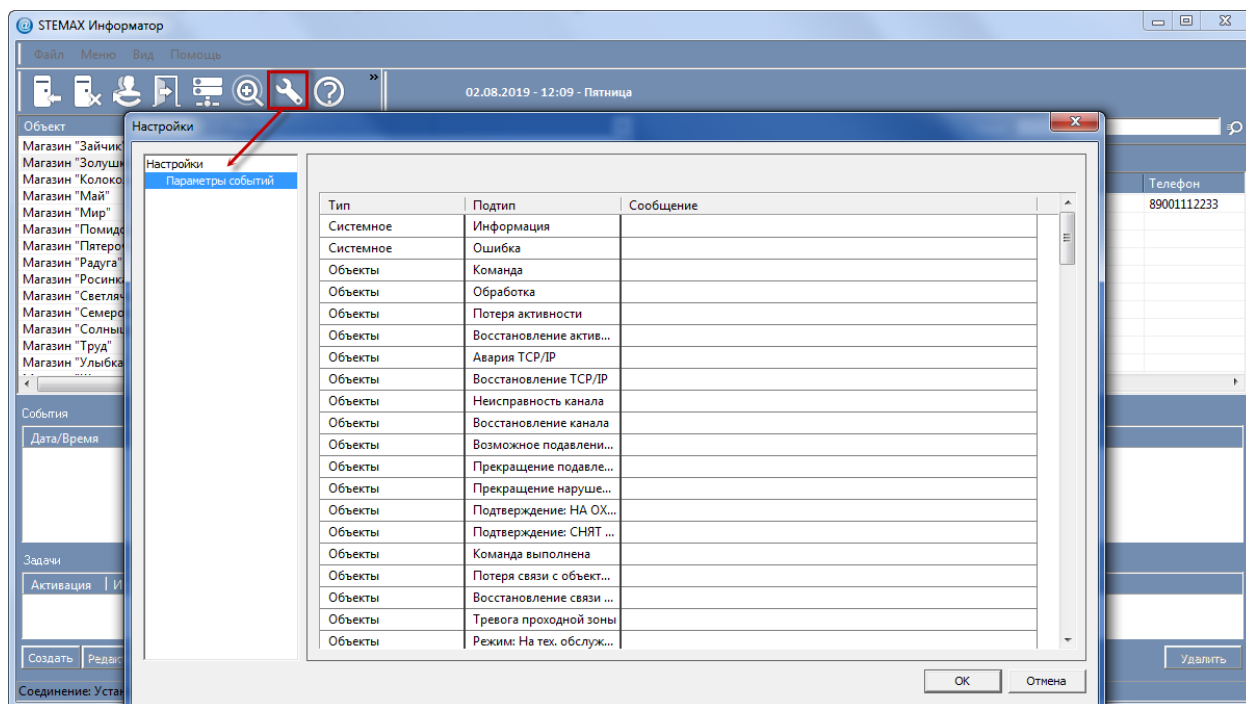 STEMAX Информатор
Файл Меню Вид Помощь
02.08.2019 - 12:09 - Пятница
Объект
Магазин "Зайчик"
Магазин "Золушк
Магазин "Колоко
Магазин "Май"
Магазин "Мир"
Магазин "Помидо
Магазин "Пятеро
Магазин "Радуга"
Магазин "Росинк
Магазин "Светляч
Магазин "Семеро
Магазин "Солныш
Магазин "Труд"
Магазин "Улыбка
События
Дата/Время
Задачи
Активация И
Создать Редак
Соединение: Устан
Настройки
Настройки
Параметры событий
Тип Подтип Сообщение
Системное Информация
Системное Ошибка
Объекты Команда
Объекты Обработка
Объекты Потеря активности
Объекты Восстановление актив...
Объекты Авария TCP/IP
Объекты Восстановление TCP/IP
Объекты Неисправность канала
Объекты Восстановление канала
Объекты Возможное подавлени...
Объекты Прекращение подавле...
Объекты Прекращение наруше...
Объекты Подтверждение: НА ОХ...
Объекты Подтверждение: СНЯТ ...
Объекты Команда выполнена
Объекты Потеря связи с объект...
Объекты Восстановление связи ...
Объекты Тревога проходной зоны
Объекты Режим: На тех. обслуж...
OK Отмена
Телефон
89001112233
Удалить